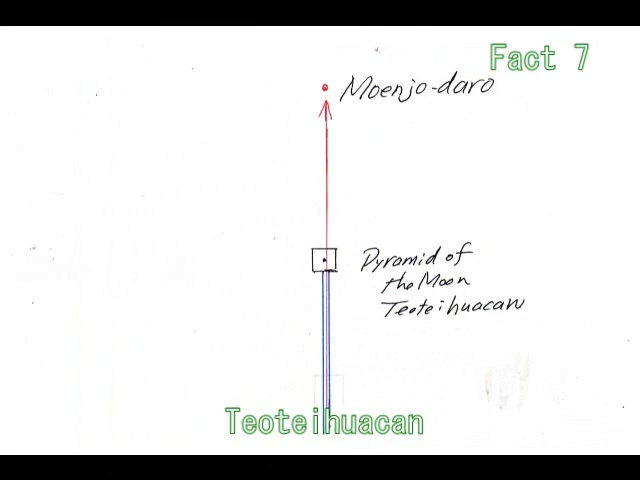 Fact 7
Moenjo-daro
Pyramid of
the Moon
Teoteihuacan
Teoteihuacan